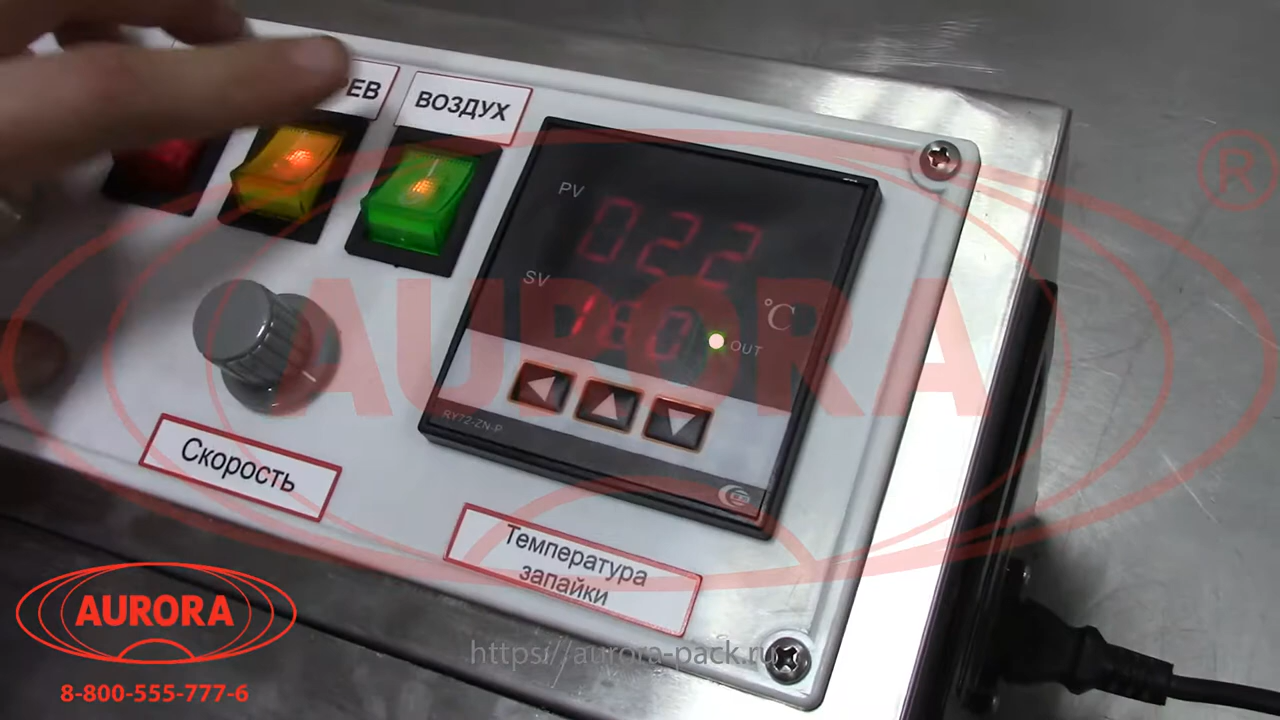 РЕВ
ВОЗДУХ
PV
022
SV
°C
OUT
RY72-ZN-P
Скорость
Температура
запайки
AURORA
®
AURORA
8-800-555-777-6
https://aurora-pack.ru